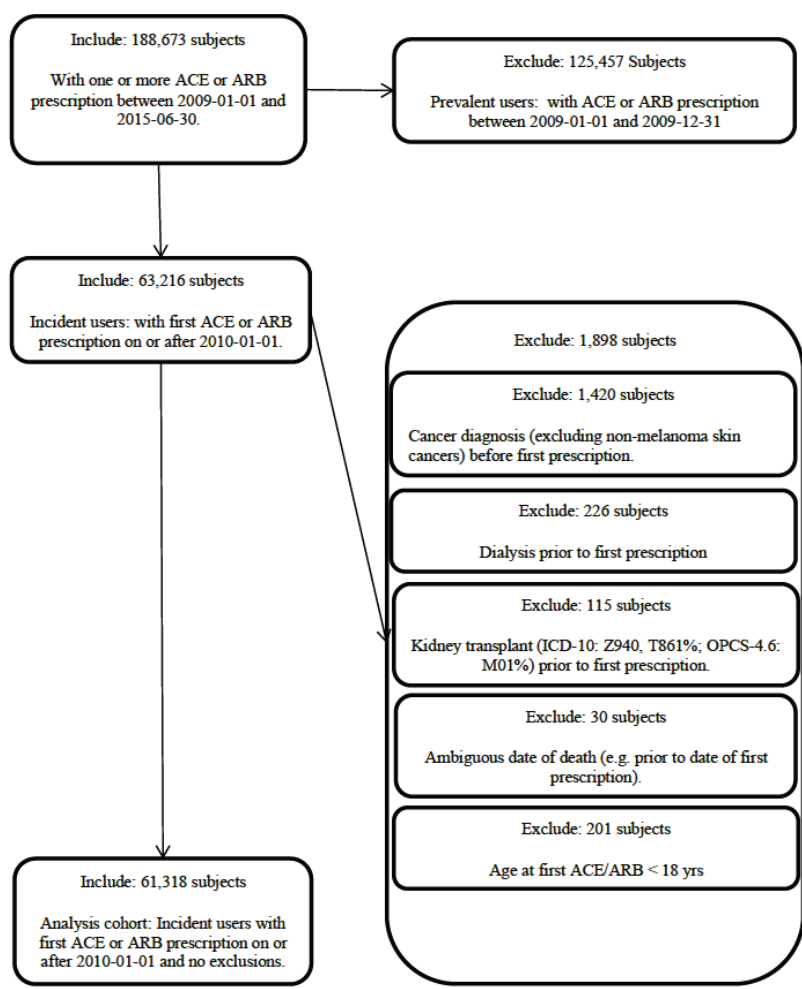 Include: 188,673 subjects
With one or more ACE or ARB
prescription between 2009-01-01 and
2015-06-30.
Exclude: 125,457 Subjects
Prevalent users: with ACE or ARB prescription
between 2009-01-01 and 2009-12-31
Include: 63,216 subjects
Incident users: with first ACE or ARB
prescription on or after 2010-01-01.
Exclude: 1,898 subjects
Exclude: 1,420 subjects
Cancer diagnosis (excluding non-melanoma skin
cancers) before first prescription.
Exclude: 226 subjects
Dialysis prior to first prescription
Exclude: 115 subjects
Kidney transplant (ICD-10: Z940, T861%; OPCS-4.6:
M01%) prior to first prescription.
Exclude: 30 subjects
Ambiguous date of death (e.g. prior to date of first
prescription).
Exclude: 201 subjects
Age at first ACE/ARB < 18 yrs
Include: 61,318 subjects
Analysis cohort: Incident users with
first ACE or ARB prescription on or
after 2010-01-01 and no exclusions.